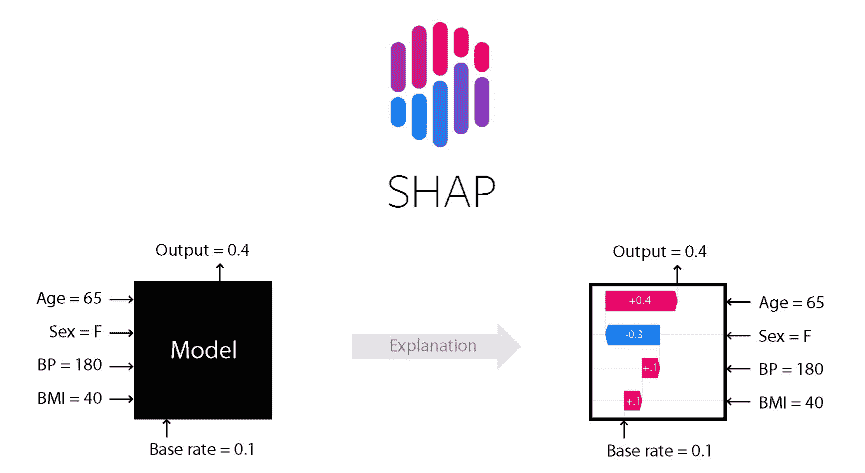 SHAP
Output = 0.4
Age = 65
Sex = F
BP = 180
BMI = 40
Model
Base rate = 0.1
Explanation
Output = 0.4
+0.4
-0.3
+.1
+.1
Age = 65
Sex = F
BP = 180
BMI = 40
Base rate = 0.1